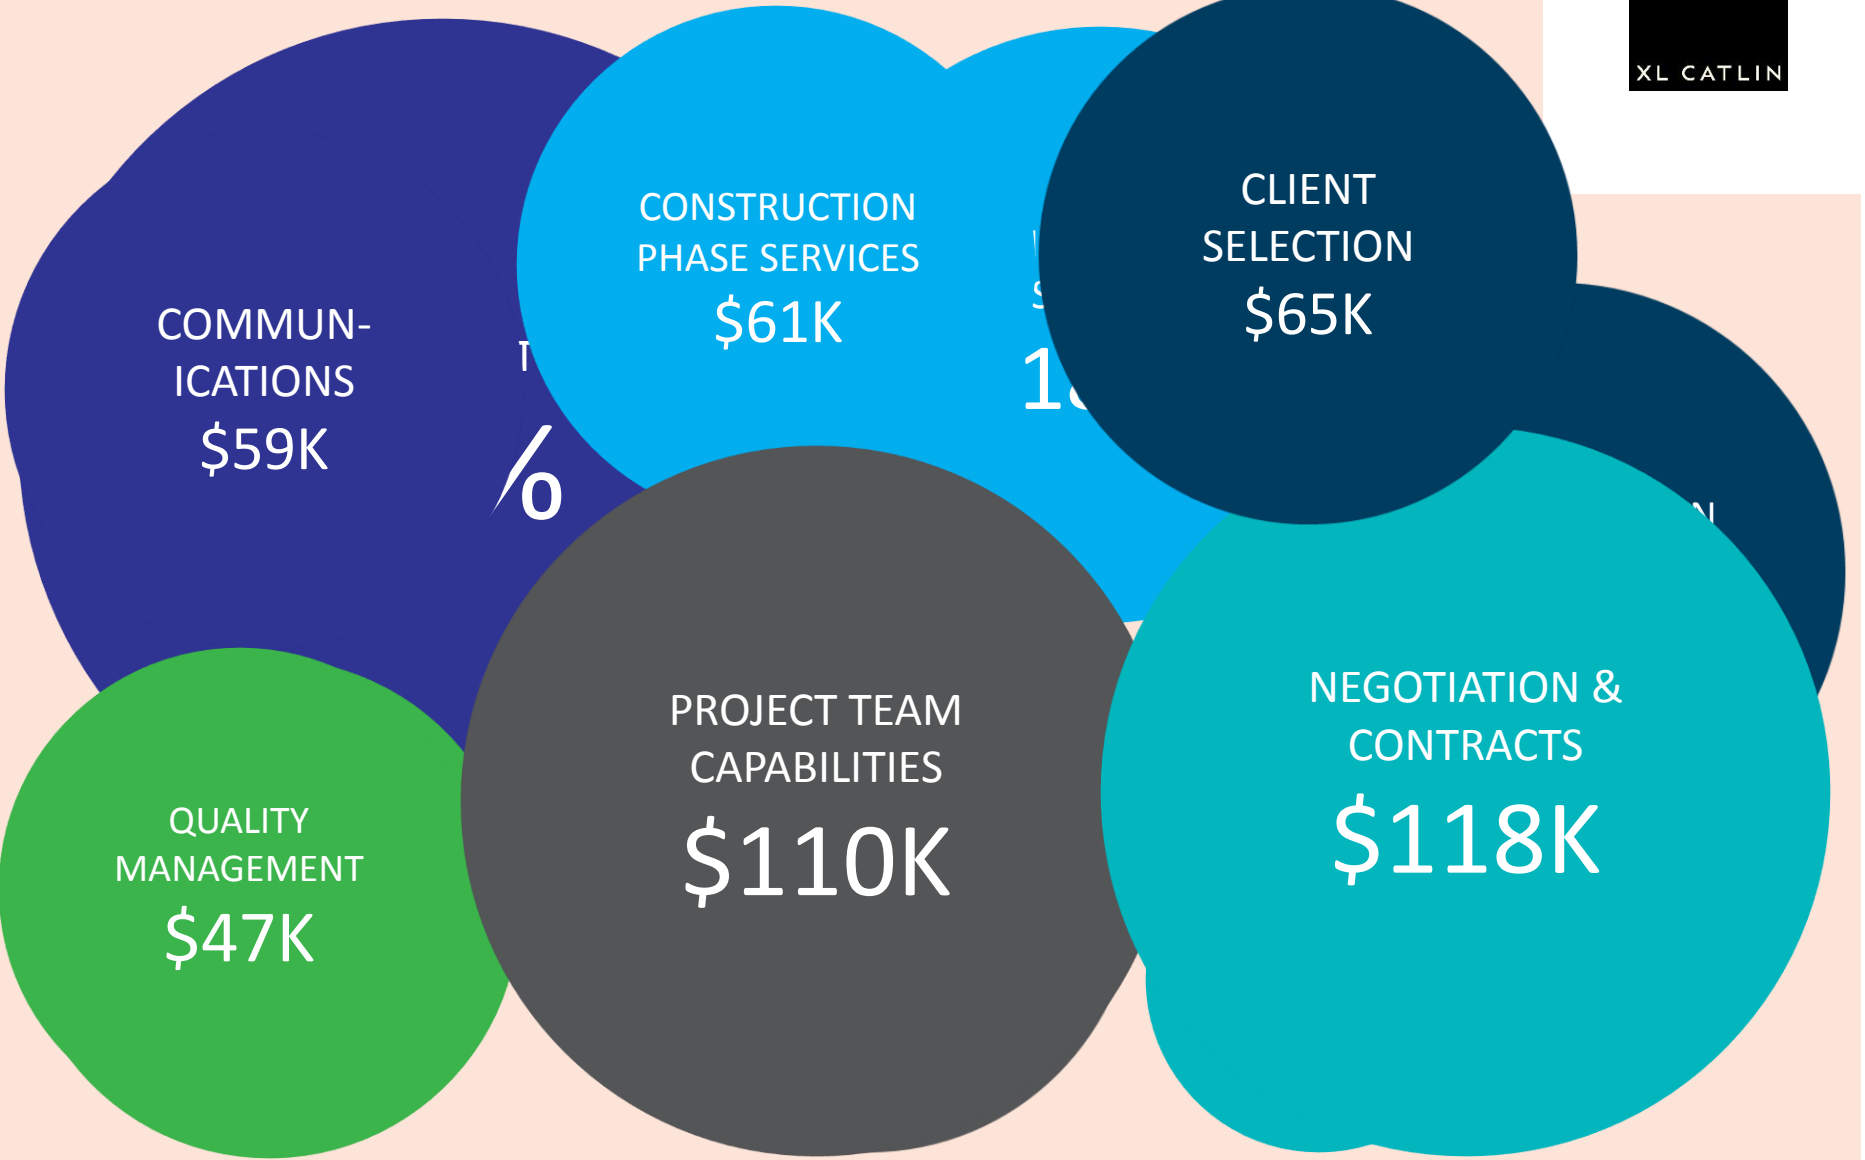 XL CATLIN
COMMUN-
ICATIONS
$59K
%
CONSTRUCTION
PHASE SERVICES
$61K
CLIENT
SELECTION
$65K
QUALITY
MANAGEMENT
$47K
PROJECT TEAM
CAPABILITIES
$110K
NEGOTIATION &
CONTRACTS
$118K